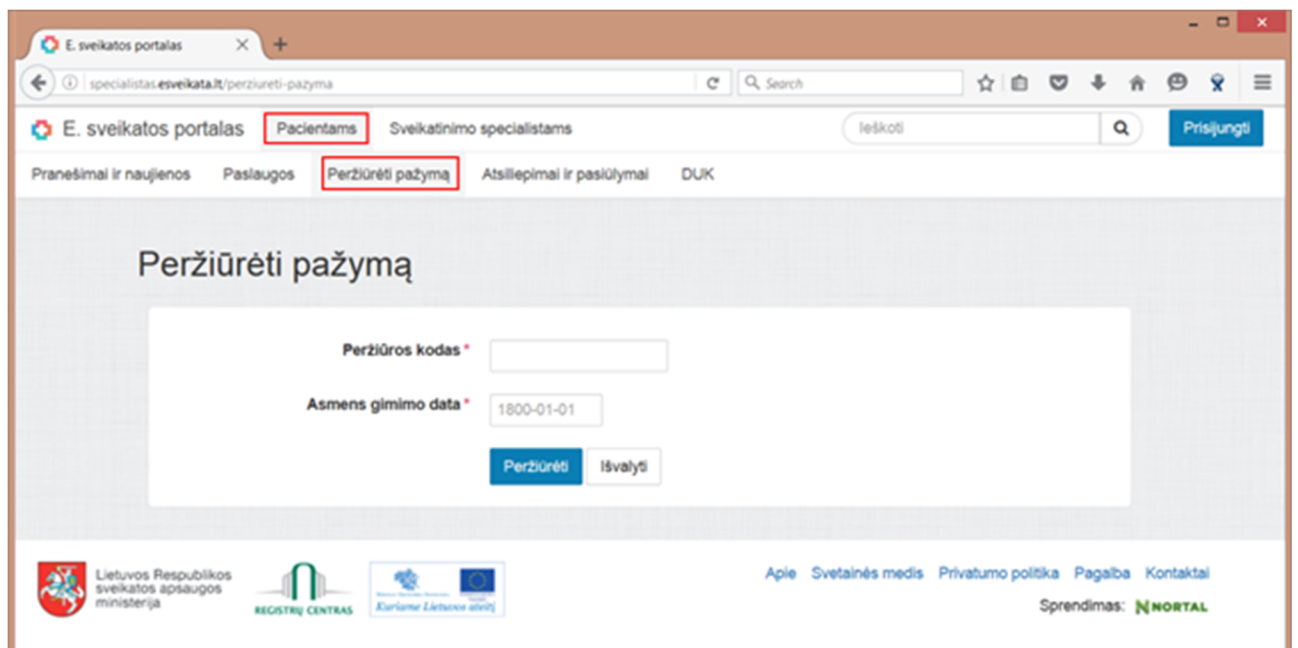 E. sveikatos portalas
specialistas.esveikata.lt/perziureti-pazyma
Search
E. sveikatos portalas Pacientams Sveikatinimo specialistams Ieškoti Prisijungti
Pranešimai ir naujienos Paslaugos Peržiūrėti pažymą Atsiliepimai ir pasiūlymai DUK
Peržiūrėti pažymą
Peržiūros kodas *
Asmens gimimo data * 1800-01-01
Peržiūrėti Išvalyti
Apie Svetainės medis Privatumo politika Pagalba Kontaktai
Lietuvos Respublikos
sveikatos apsaugos
ministerija
REGISTRŲ CENTRAS
Kuriame Lietuvos ateitį
Sprendimas: NORTAL